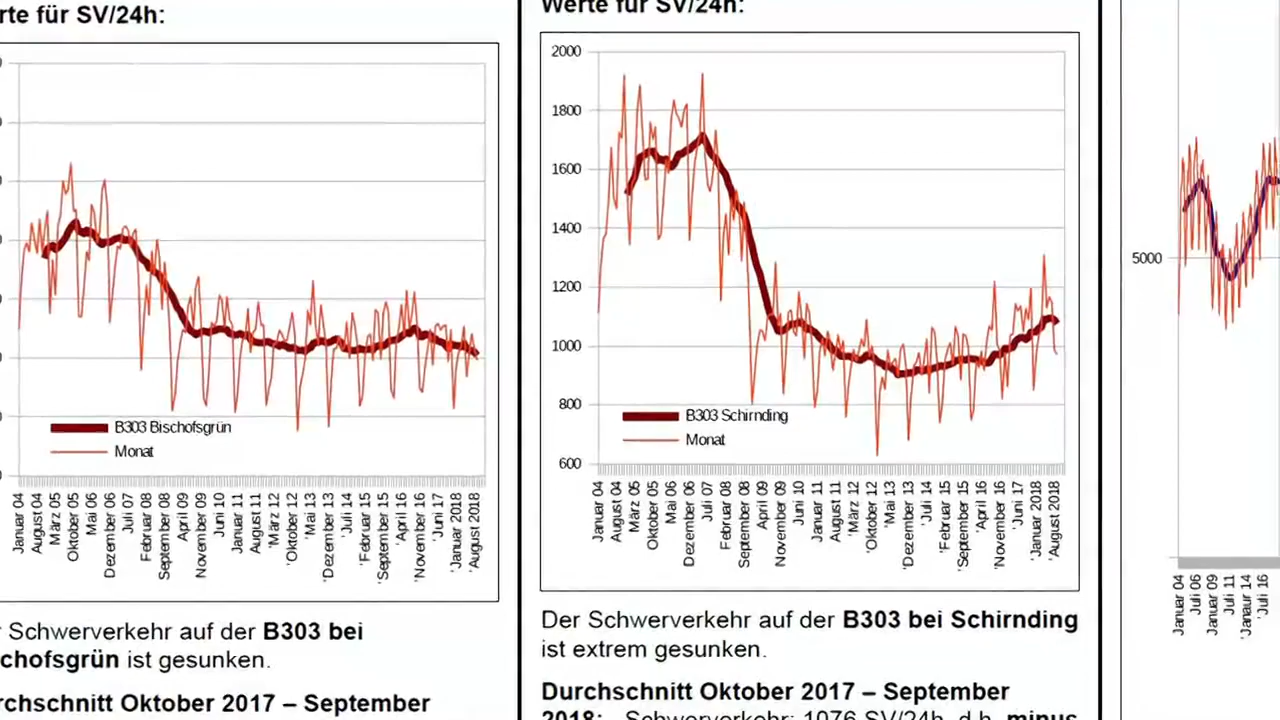 rte für SV/24h:
B303 Bischofsgrün
Monat
Januar 04
August 04
März 05
Oktober 05
Mai 06
Dezember 06
Juli 07
Februar 08
September 08
April 09
November 09
Juni 10
Januar 11
August 11
'März 12
'Oktober 12
'Mai 13
'Dezember 13
'Juli 14
'Februar 15
'September 15
'April 16
'November 16
'Juni 17
'Januar 2018
'August 2018
r Schwerverkehr auf der B303 bei
chofsgrün ist gesunken.
rchschnitt Oktober 2017 – September
Werte für SV/24h:
2000
1800
1600
1400
1200
1000
800
600
B303 Schirnding
Monat
Januar 04
August 04
März 05
Oktober 05
Mai 06
Dezember 06
Juli 07
Februar 08
September 08
April 09
November 09
Juni 10
Januar 11
August 11
'März 12
'Oktober 12
'Mai 13
'Dezember 13
'Juli 14
'Februar 15
'September 15
'April 16
'November 16
'Juni 17
'Januar 2018
'August 2018
Der Schwerverkehr auf der B303 bei Schirnding
ist extrem gesunken.
Durchschnitt Oktober 2017 – September
2018: Schwerverkehr: 1076 SV/24h, d.h. minus
5000
Januar 04
Juli 06
Januar 09
Juli 11
'Januar 14
'Juli 16